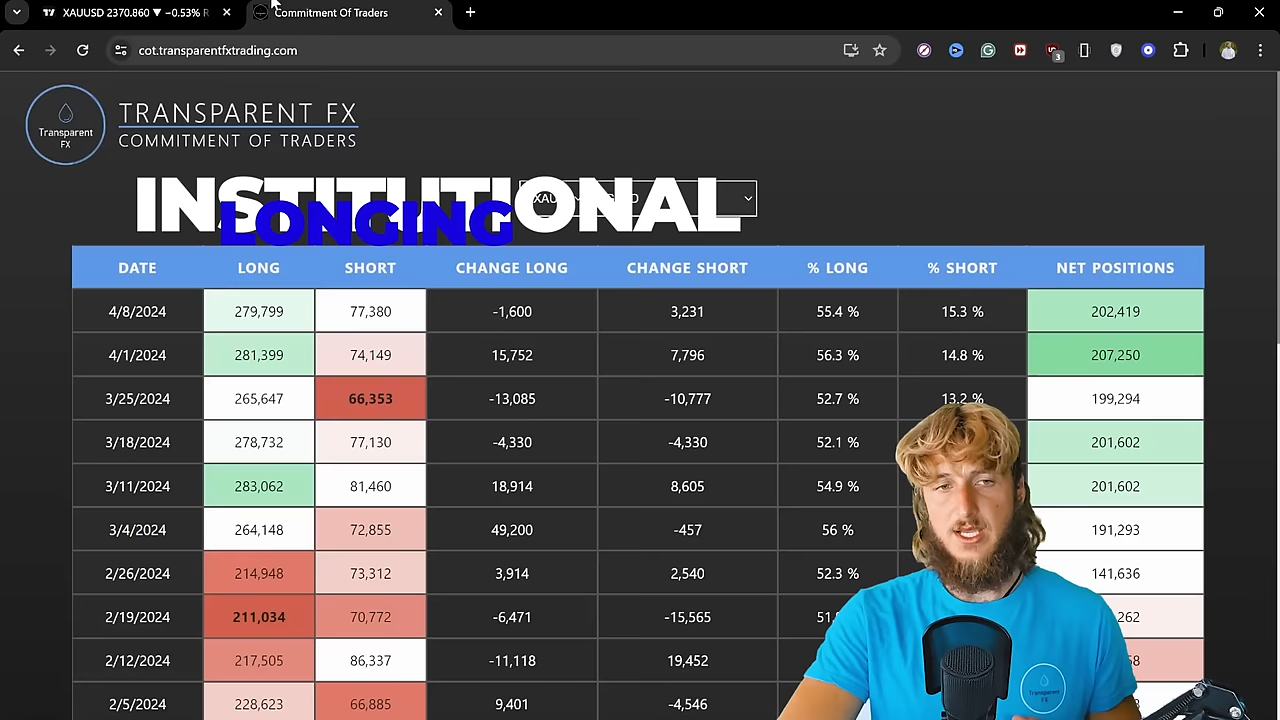 XAUUSD 2370.860 ▼ −0.53% R
Commitment Of Traders
cot.transparentfxtrading.com
3
Transparent
FX
TRANSPARENT FX
COMMITMENT OF TRADERS
INSTITUTIONAL
LONGING
DATE LONG SHORT CHANGE LONG CHANGE SHORT % LONG % SHORT NET POSITIONS
4/8/2024 279,799 77,380 -1,600 3,231 55.4 % 15.3 % 202,419
4/1/2024 281,399 74,149 15,752 7,796 56.3 % 14.8 % 207,250
3/25/2024 265,647 66,353 -13,085 -10,777 52.7 % 13.2 % 199,294
3/18/2024 278,732 77,130 -4,330 -4,330 52.1 % 201,602
3/11/2024 283,062 81,460 18,914 8,605 54.9 % 201,602
3/4/2024 264,148 72,855 49,200 -457 56 % 191,293
2/26/2024 214,948 73,312 3,914 2,540 52.3 % 141,636
2/19/2024 211,034 70,772 -6,471 -15,565 262
2/12/2024 217,505 86,337 -11,118 19,452
2/5/2024 228,623 66,885 9,401 -4,546
Transparent
FX